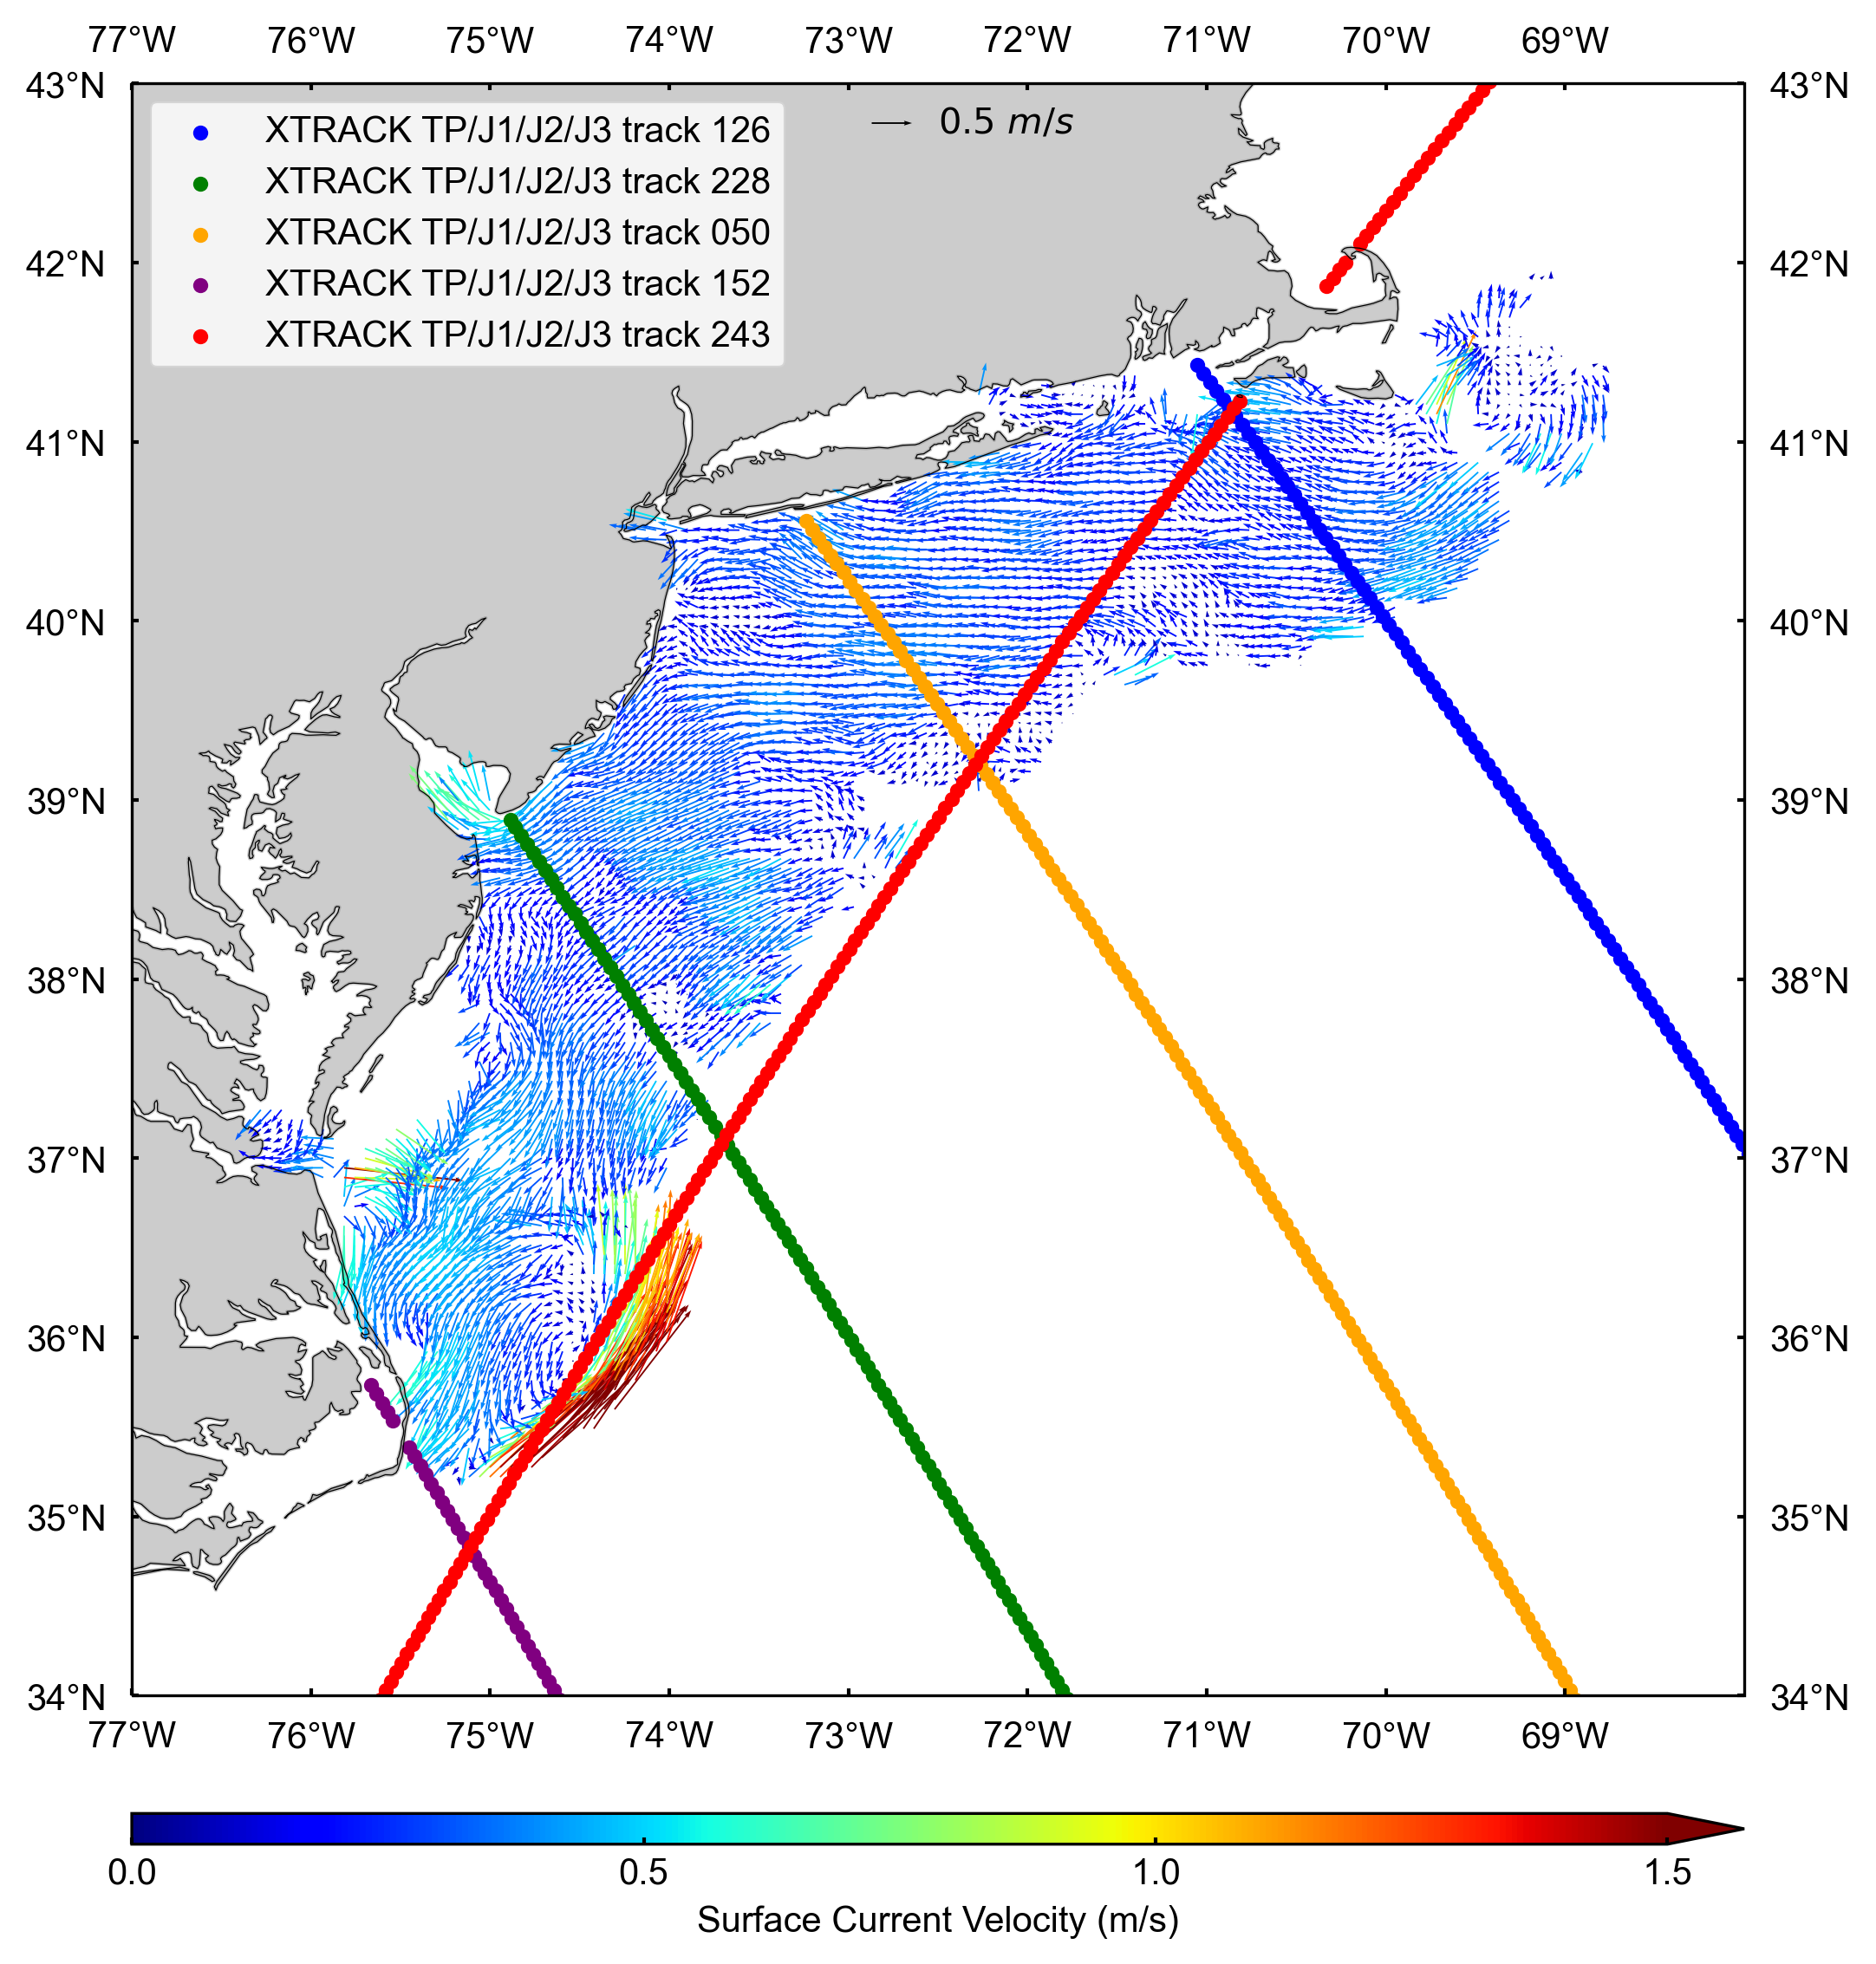 77°W 76°W 75°W 74°W 73°W 72°W 71°W 70°W 69°W
43°N 43°N
XTRACK TP/J1/J2/J3 track 126
0.5 m/s
XTRACK TP/J1/J2/J3 track 228
XTRACK TP/J1/J2/J3 track 050
42°N 42°N
XTRACK TP/J1/J2/J3 track 152
XTRACK TP/J1/J2/J3 track 243
41°N 41°N
40°N 40°N
39°N 39°N
38°N 38°N
37°N 37°N
36°N 36°N
35°N 35°N
34°N 34°N
77°W 76°W 75°W 74°W 73°W 72°W 71°W 70°W 69°W
0.0 0.5 1.0 1.5
Surface Current Velocity (m/s)